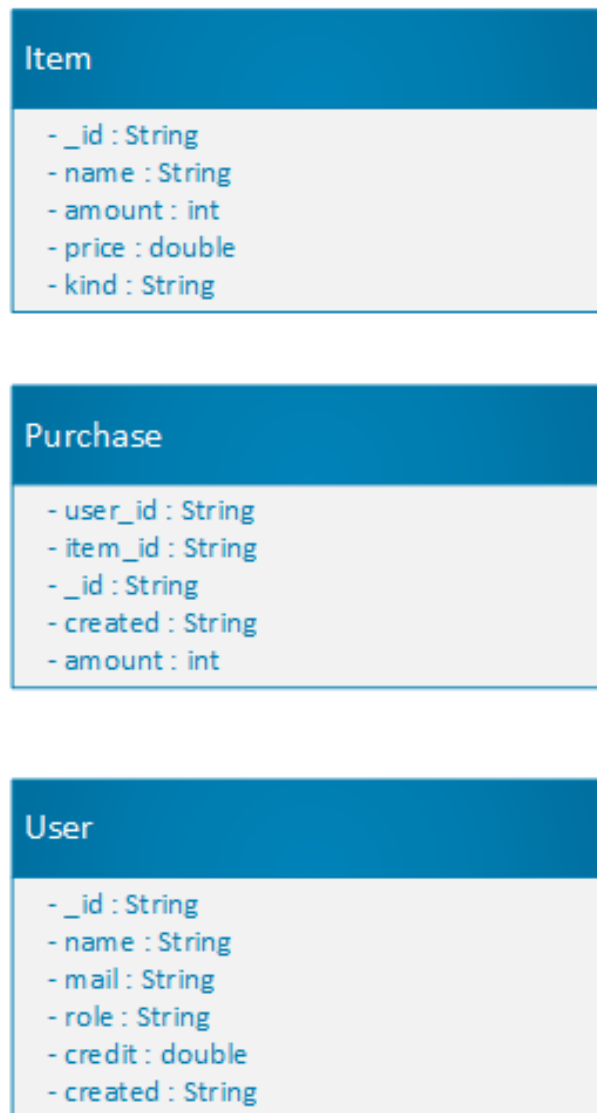 Item
- _id : String
- name : String
- amount : int
- price : double
- kind : String
Purchase
- user_id : String
- item_id : String
- _id : String
- created : String
- amount : int
User
- _id : String
- name : String
- mail : String
- role : String
- credit : double
- created : String